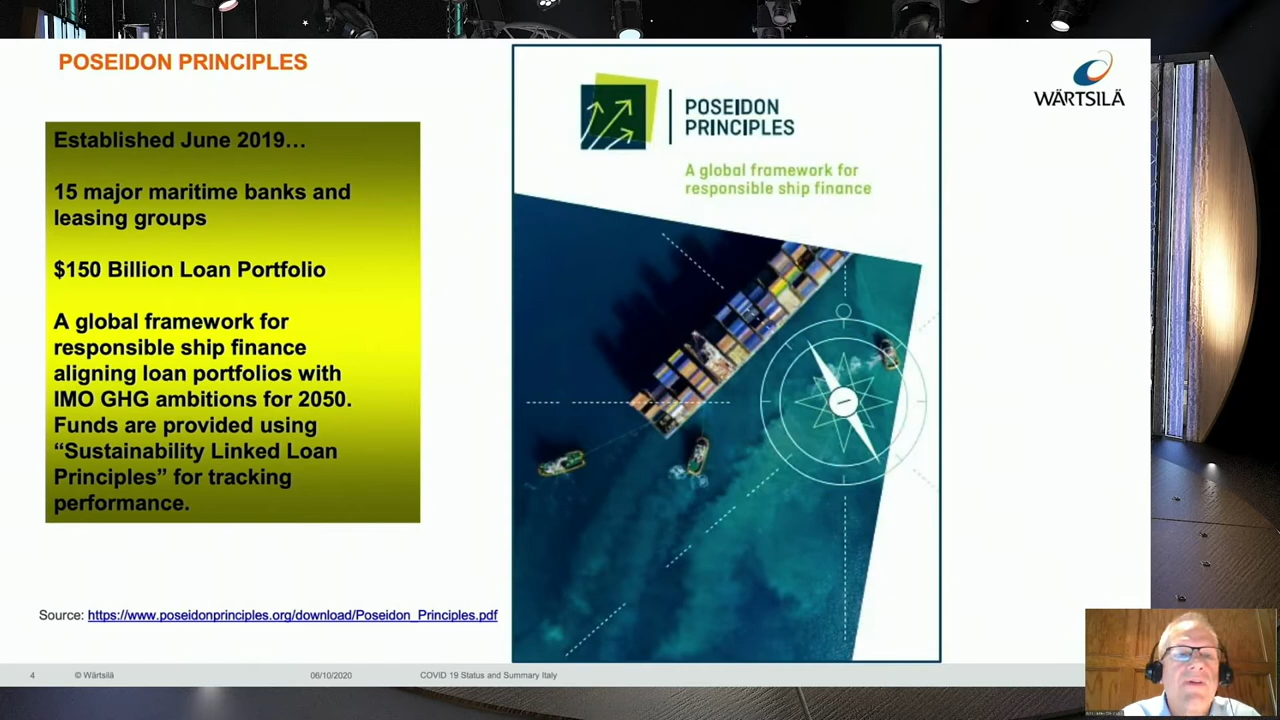 POSEIDON PRINCIPLES
Established June 2019…
15 major maritime banks and
leasing groups
$150 Billion Loan Portfolio
A global framework for
responsible ship finance
aligning loan portfolios with
IMO GHG ambitions for 2050.
Funds are provided using
“Sustainability Linked Loan
Principles” for tracking
performance.
Source: https://www.poseidonprinciples.org/download/Poseidon_Principles.pdf
POSEIDON
PRINCIPLES
A global framework for
responsible ship finance
WÄRTSILÄ
4 © Wärtsilä 06/10/2020 COVID 19 Status and Summary Italy